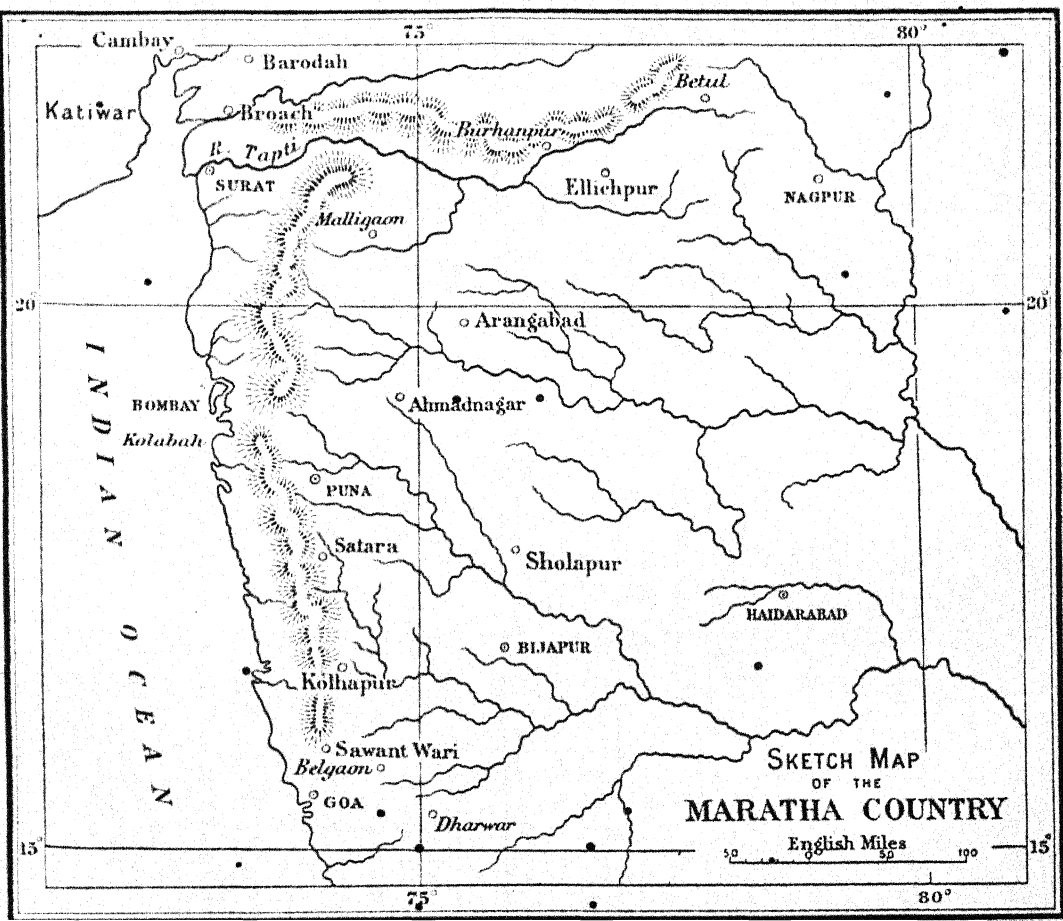 75°
80°
Cambay
Barodah
Betul
Katiwar
Broach
Burhanpur
R. Tapti
SURAT
Ellichpur
NAGPUR
Malligaon
20
20°
Arangabad
INDIAN OCEAN
BOMBAY
Ahmadnagar
Kolabah
PUNA
Satara
Sholapur
HAIDARABAD
BIJAPUR
Kolhapur
Sawant Wari
Belgaon
GOA
Dharwar
SKETCH MAP
OF THE
MARATHA COUNTRY
English Miles
50 0 50 100
15
15°
75°
80°